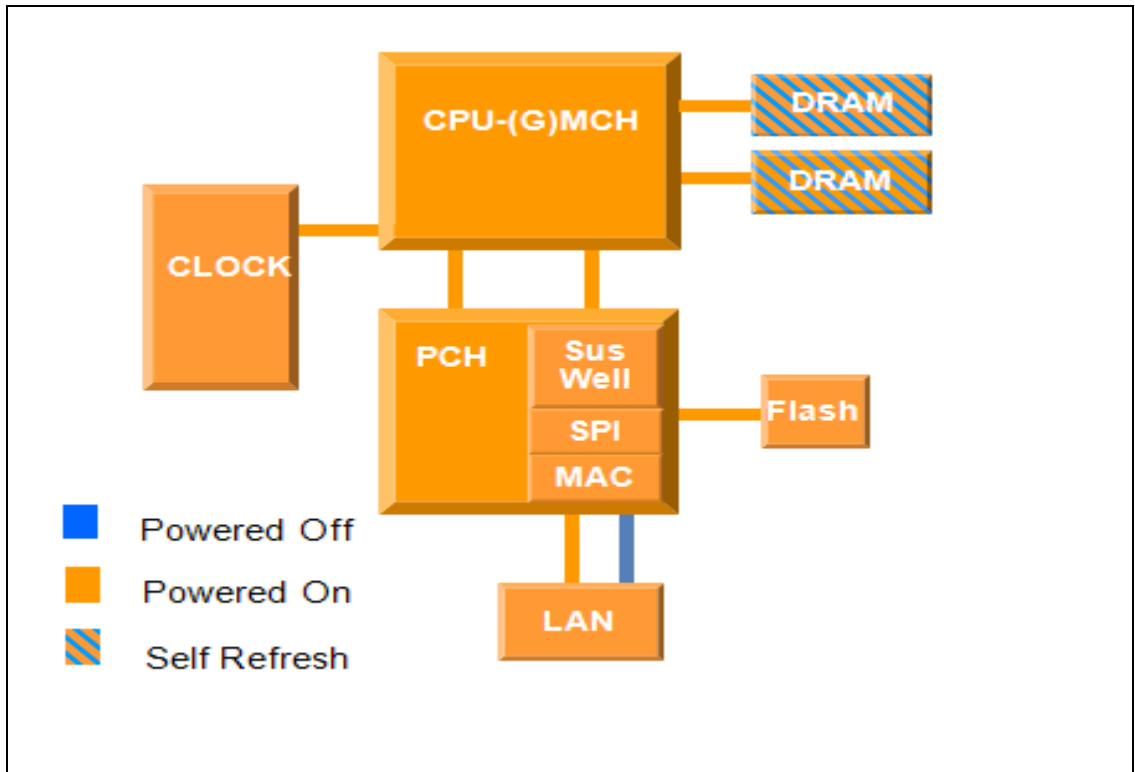 CPU-(G)MCH
DRAM
DRAM
CLOCK
PCH
Sus
Well
SPI
MAC
Flash
LAN
Powered Off
Powered On
Self Refresh